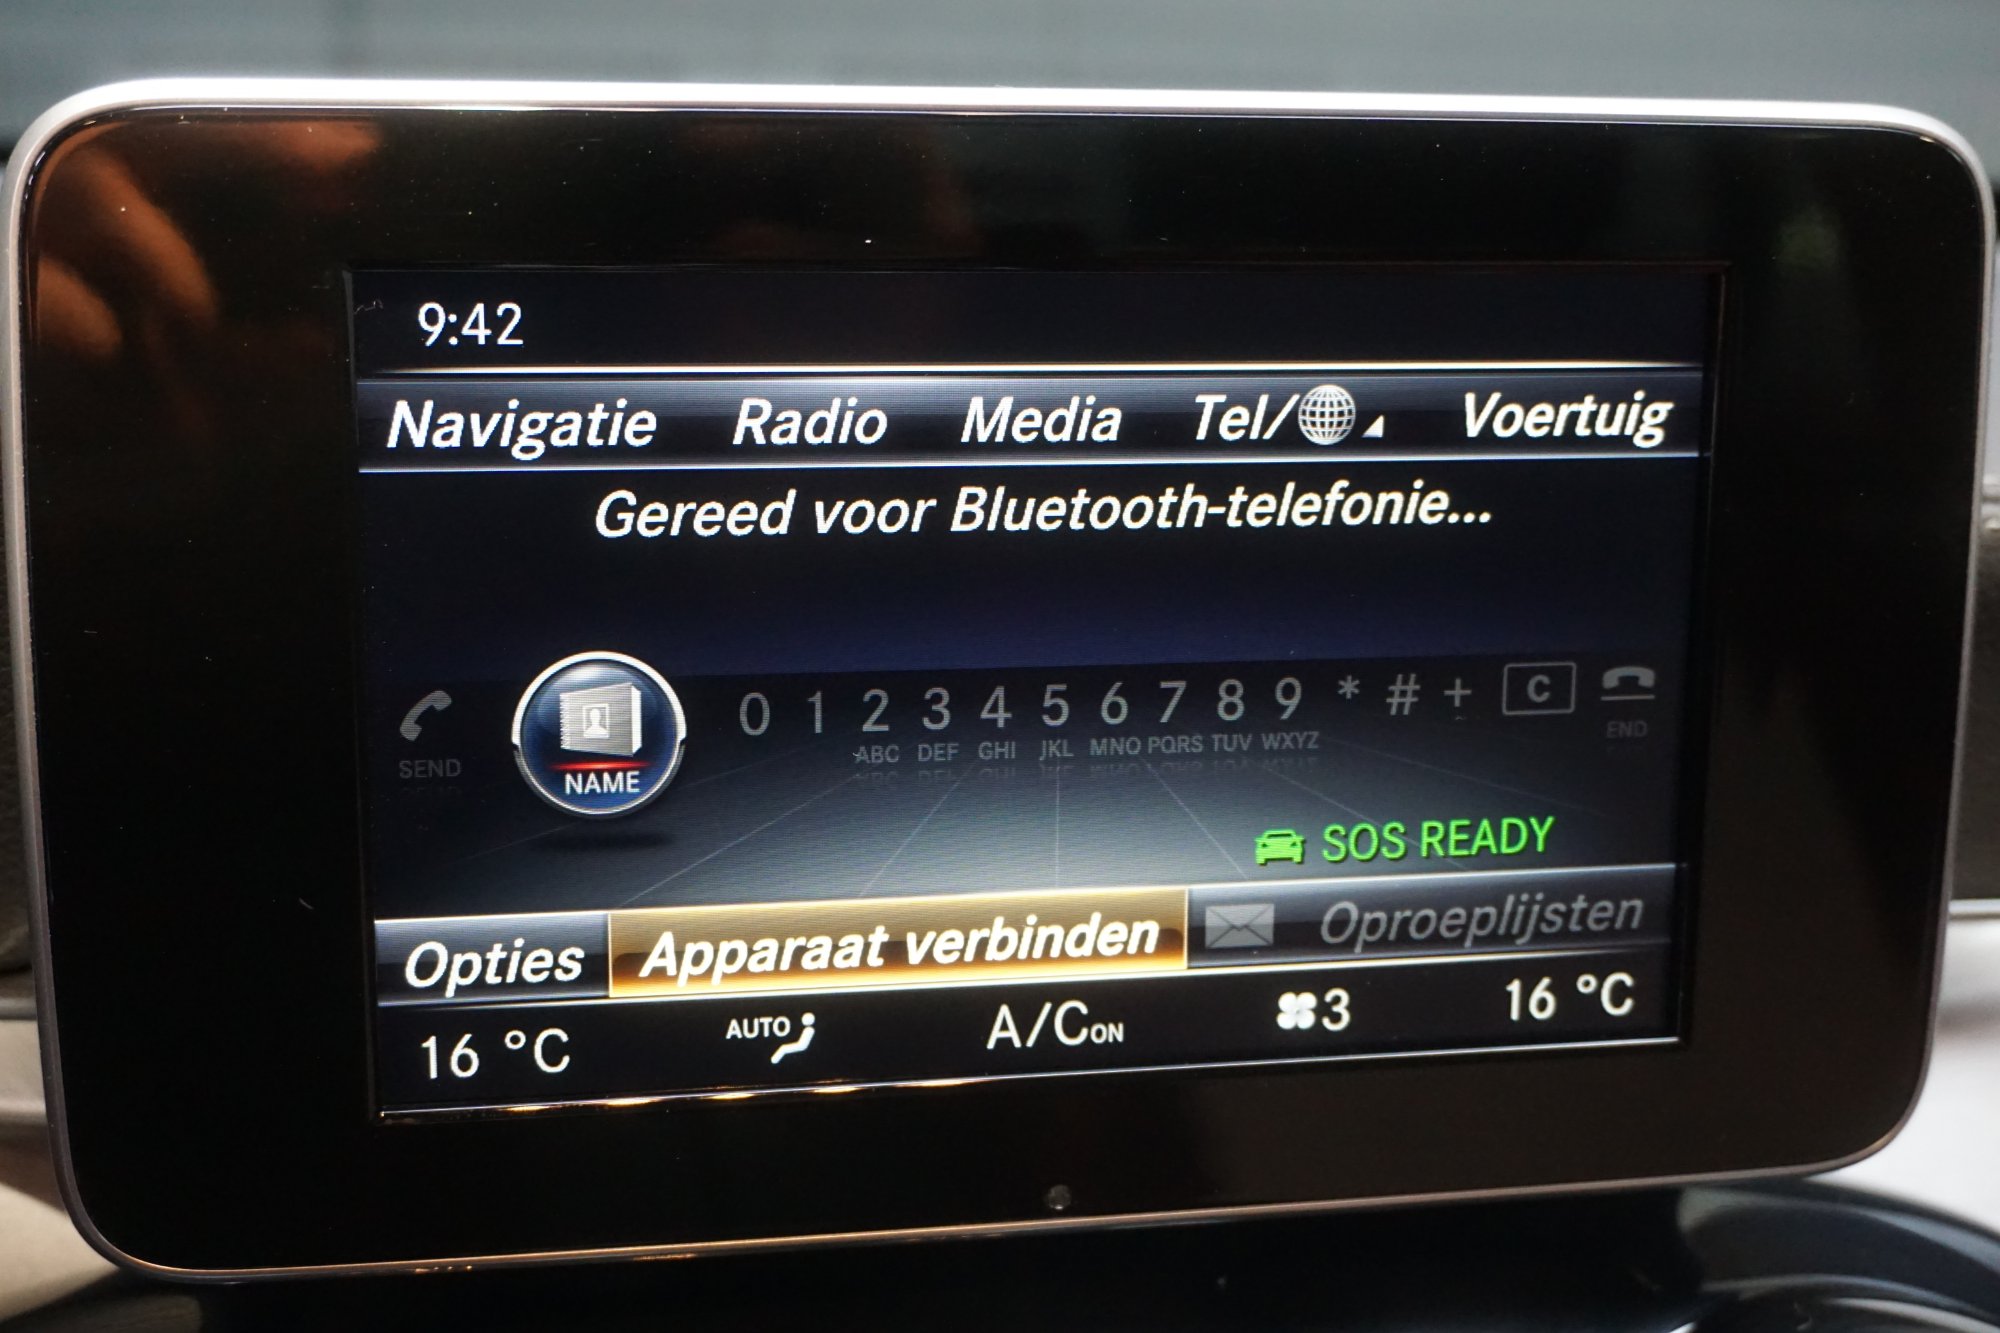 9:42
Navigatie Radio Media Tel/ Voertuig
Gereed voor Bluetooth-telefonie...
0 1 2 3 4 5 6 7 8 9 * # + C
SEND NAME ABC DEF GHI JKL MNO PQRS TUV WXYZ END
SOS READY
Opties Apparaat verbinden Oproeplijsten
16 °C AUTO A/C ON 3 16 °C